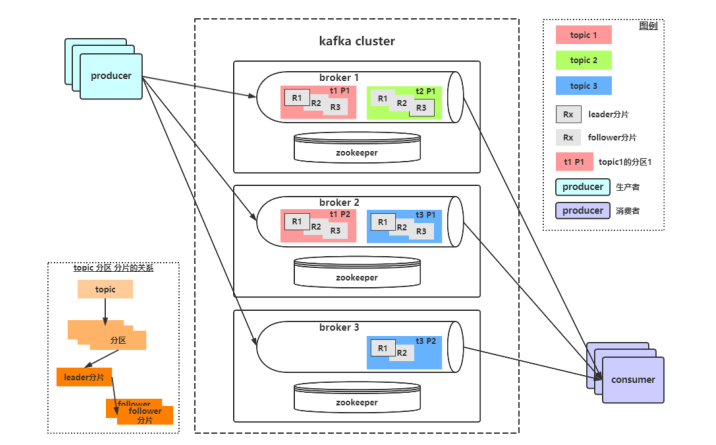 kafka cluster
producer
broker 1
R1
R2
R3
t1 P1
R1
R2
R3
t2 P1
zookeeper
broker 2
R1
R2
R3
t1 P2
R1
R2
R3
t3 P1
zookeeper
broker 3
R1
R2
t3 P2
zookeeper
consumer
图例
topic 1
topic 2
topic 3
Rx
leader分片
Rx
follower分片
t1 P1
topic1的分区1
producer
生产者
producer
消费者
topic 分区 分片的关系
topic
分区
leader分片
follower
follower
分片